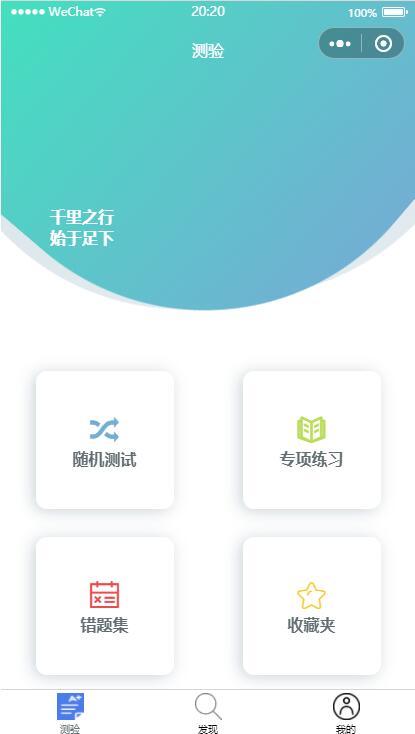 WeChat 20:20 100%
测验
千里之行
始于足下
随机测试 专项练习
错题集 收藏夹
A+
测验 发现 我的